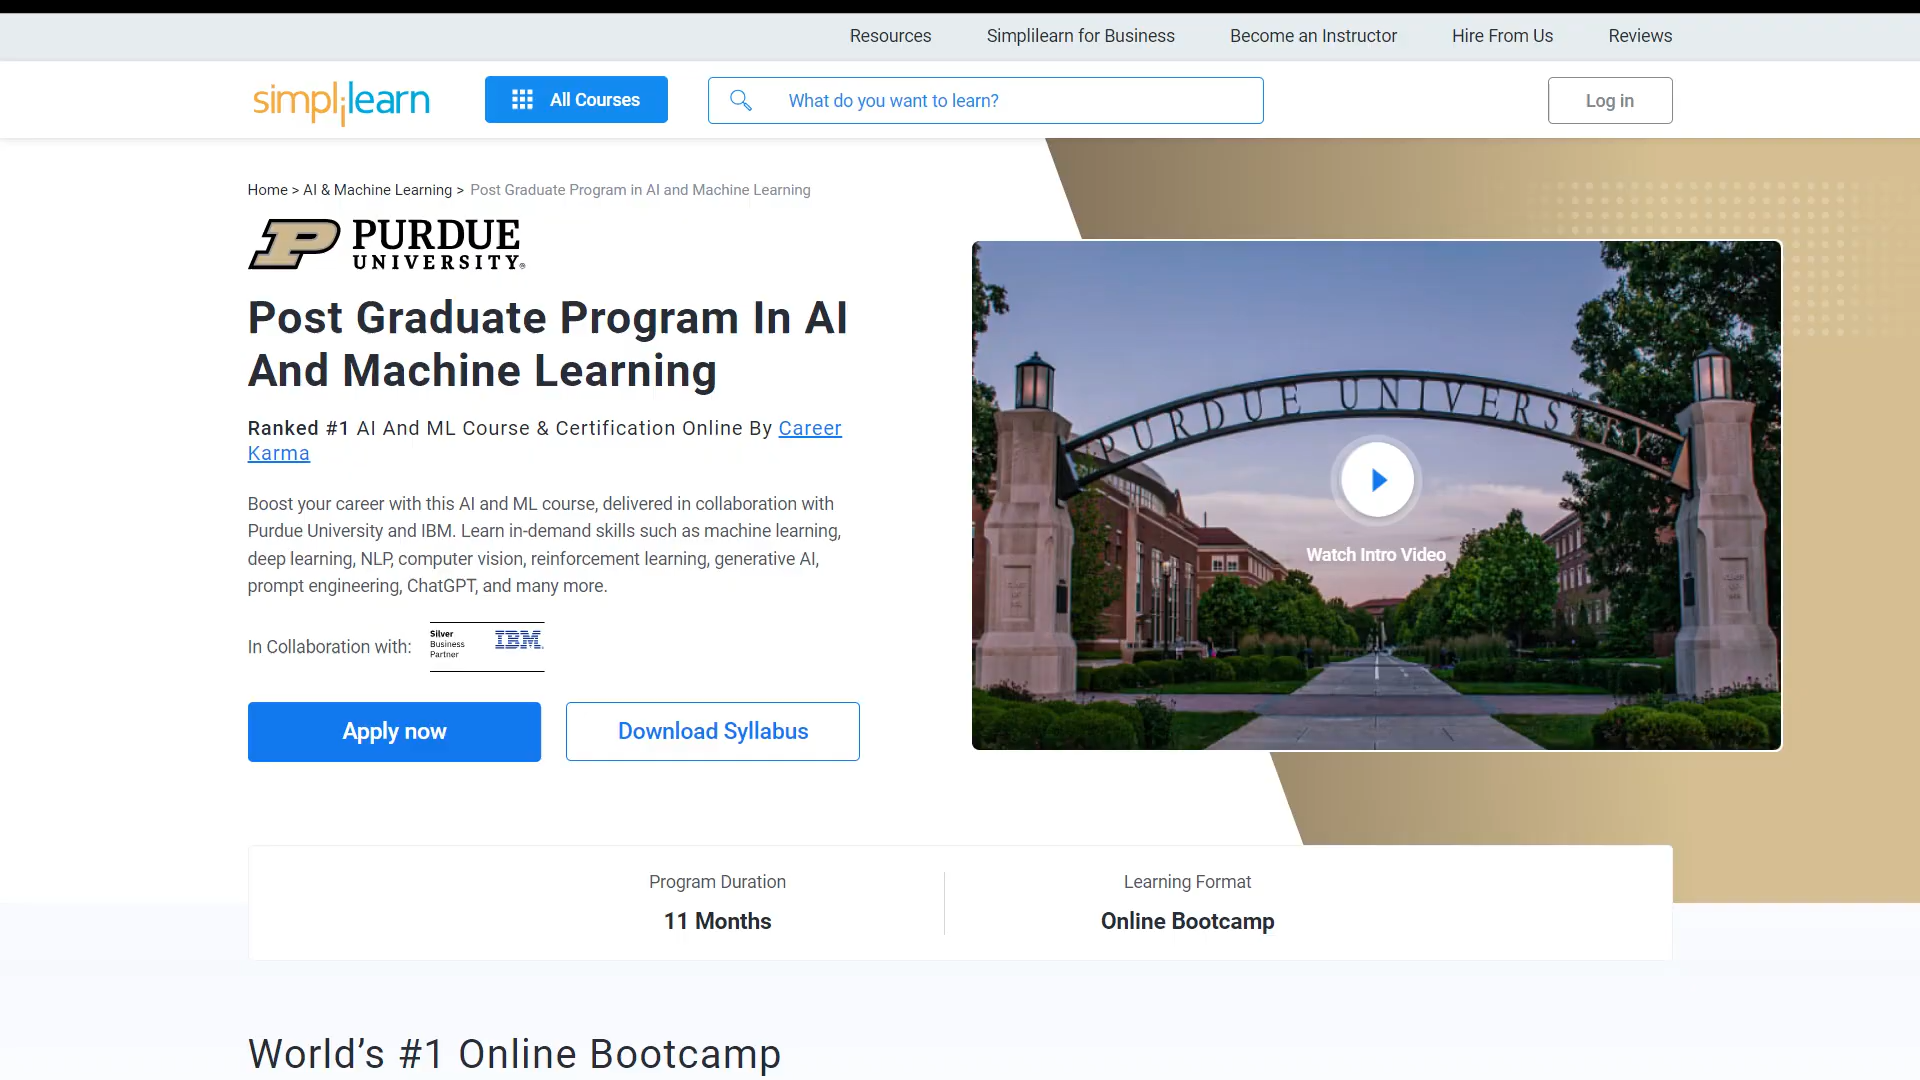 Resources Simplilearn for Business Become an Instructor Hire From Us Reviews
simplilearn All Courses What do you want to learn? Log in
Home > AI & Machine Learning > Post Graduate Program in AI and Machine Learning
PURDUE
UNIVERSITY®
Post Graduate Program In AI
And Machine Learning
Ranked #1 AI And ML Course & Certification Online By Career
Karma
Boost your career with this AI and ML course, delivered in collaboration with
Purdue University and IBM. Learn in-demand skills such as machine learning,
deep learning, NLP, computer vision, reinforcement learning, generative AI,
prompt engineering, ChatGPT, and many more.
In Collaboration with:
Silver
Business
Partner
IBM
Apply now Download Syllabus
PURDUE UNIVERSITY
Watch Intro Video
Program Duration
11 Months
Learning Format
Online Bootcamp
World’s #1 Online Bootcamp